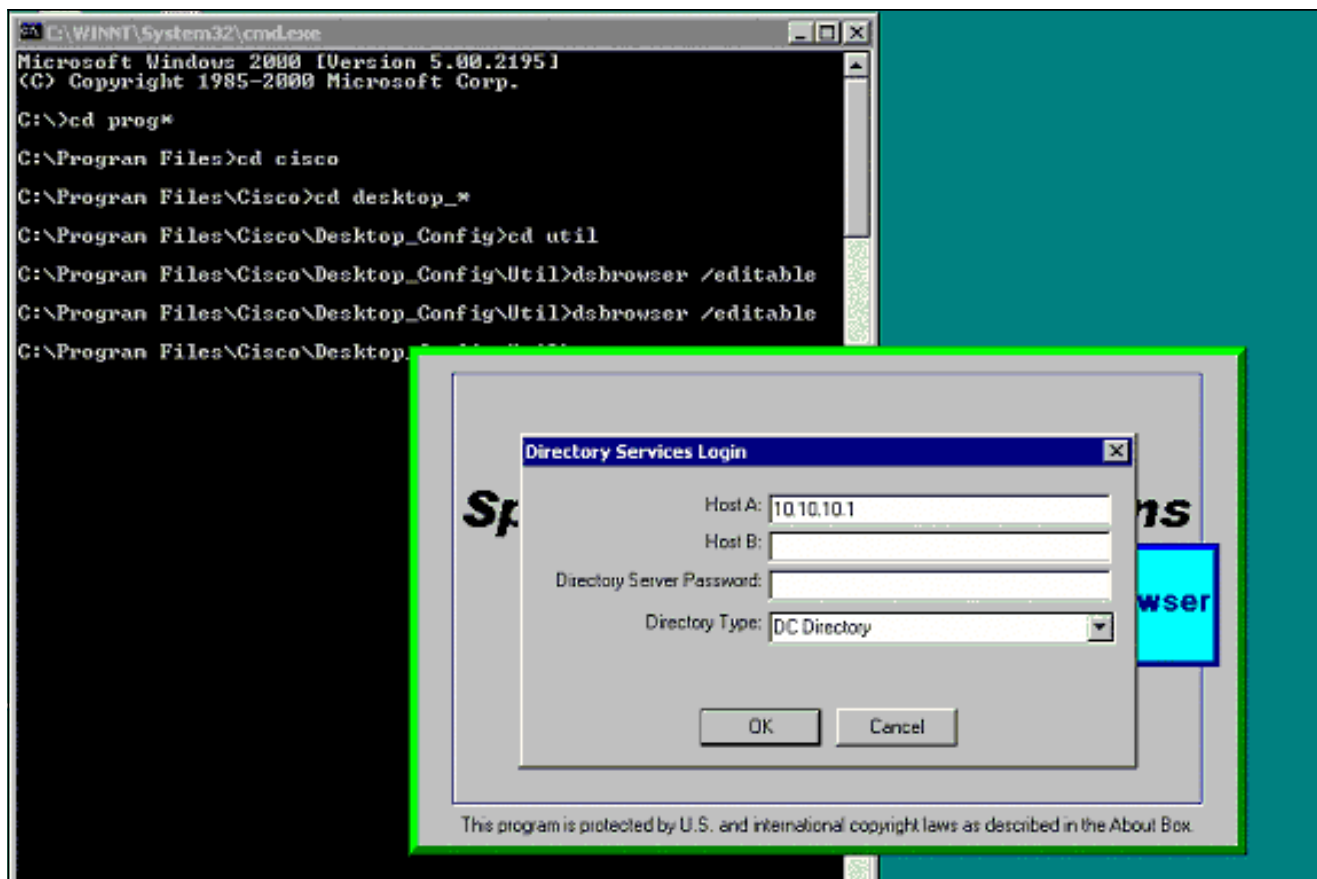 C:\WINNT\System32\cmd.exe
Microsoft Windows 2000 [Version 5.00.2195]
(C) Copyright 1985-2000 Microsoft Corp.
C:\>cd prog*
C:\Program Files>cd cisco
C:\Program Files\Cisco>cd desktop_*
C:\Program Files\Cisco\Desktop_Config>cd util
C:\Program Files\Cisco\Desktop_Config\Util>dsbrowser /editable
C:\Program Files\Cisco\Desktop_Config\Util>dsbrowser /editable
C:\Program Files\Cisco\Desktop_
Directory Services Login
Sp
ns
Host A: 10.10.10.1
Host B:
Directory Server Password:
wser
Directory Type: DC Directory
OK Cancel
This program is protected by U.S. and international copyright laws as described in the About Box.